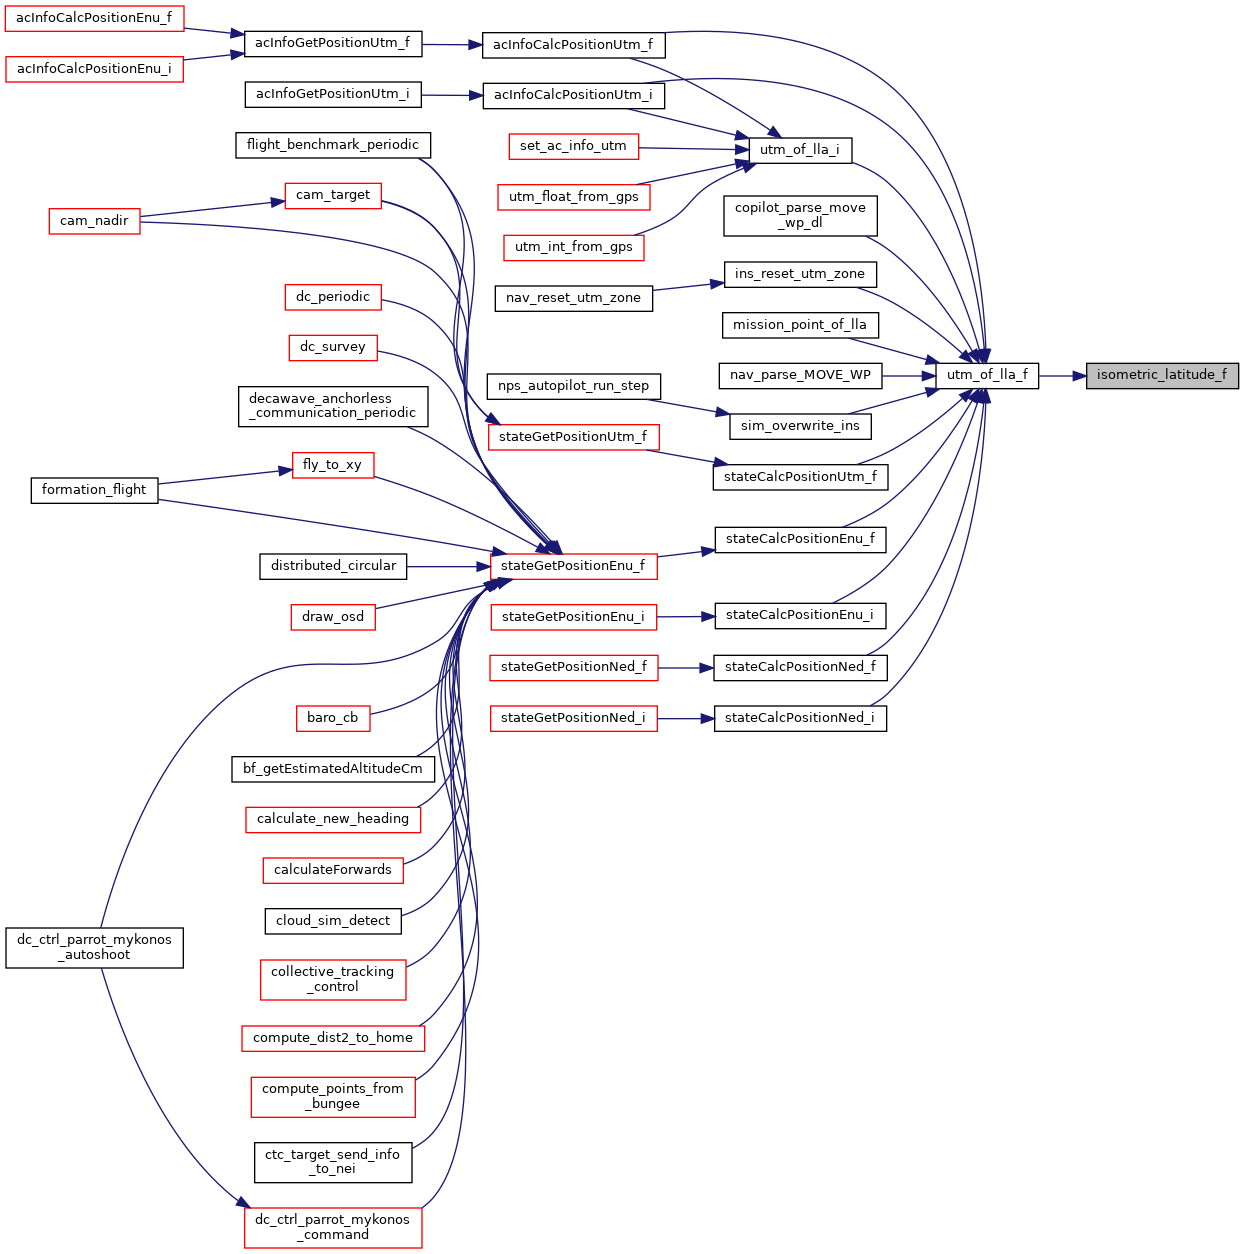 acInfoCalcPositionEnu_f
acInfoCalcPositionEnu_i
acInfoGetPositionUtm_f
acInfoCalcPositionUtm_f
acInfoGetPositionUtm_i
acInfoCalcPositionUtm_i
flight_benchmark_periodic
set_ac_info_utm
utm_of_lla_i
cam_target
utm_float_from_gps
cam_nadir
copilot_parse_move
_wp_dl
utm_int_from_gps
ins_reset_utm_zone
dc_periodic
nav_reset_utm_zone
mission_point_of_lla
dc_survey
nav_parse_MOVE_WP
utm_of_lla_f
isometric_latitude_f
nps_autopilot_run_step
decawave_anchorless
_communication_periodic
sim_overwrite_ins
stateGetPositionUtm_f
fly_to_xy
stateCalcPositionUtm_f
formation_flight
stateCalcPositionEnu_f
distributed_circular
stateGetPositionEnu_f
draw_osd
stateGetPositionEnu_i
stateCalcPositionEnu_i
stateGetPositionNed_f
stateCalcPositionNed_f
baro_cb
stateGetPositionNed_i
stateCalcPositionNed_i
bf_getEstimatedAltitudeCm
calculate_new_heading
calculateForwards
cloud_sim_detect
dc_ctrl_parrot_mykonos
_autoshoot
collective_tracking
_control
compute_dist2_to_home
compute_points_from
_bungee
ctc_target_send_info
_to_nei
dc_ctrl_parrot_mykonos
_command